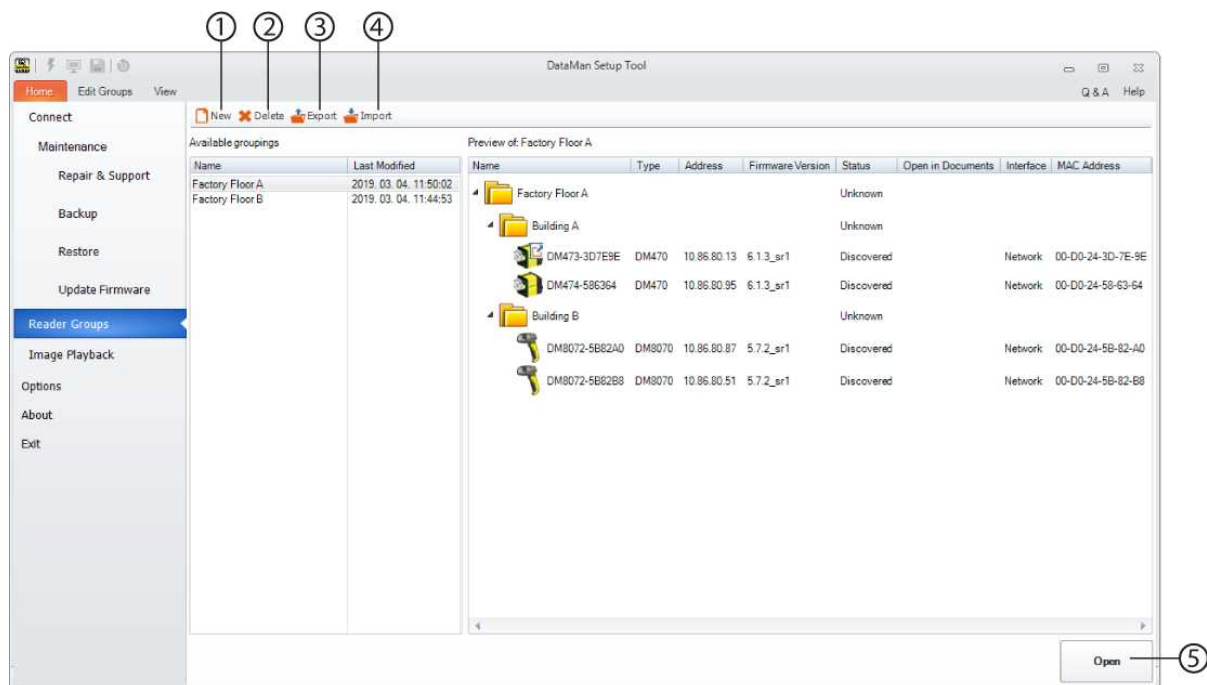 1 2 3 4
DataMan Setup Tool
Home Edit Groups View Q & A Help
Connect
Maintenance
Repair & Support
Backup
Restore
Update Firmware
Reader Groups
Image Playback
Options
About
Exit
New Delete Export Import
Available groupings
Name Last Modified
Factory Floor A 2019. 03. 04. 11:50:02
Factory Floor B 2019. 03. 04. 11:44:53
Preview of: Factory Floor A
Name Type Address Firmware Version Status Open in Documents Interface MAC Address
Factory Floor A Unknown
Building A Unknown
DM473-3D7E9E DM470 10.86.80.13 6.1.3_sr1 Discovered Network 00-D0-24-3D-7E-9E
DM474-586364 DM470 10.86.80.95 6.1.3_sr1 Discovered Network 00-D0-24-58-63-64
Building B Unknown
DM8072-5B82A0 DM8070 10.86.80.87 5.7.2_sr1 Discovered Network 00-D0-24-5B-82-A0
DM8072-5B82B8 DM8070 10.86.80.51 5.7.2_sr1 Discovered Network 00-D0-24-5B-82-B8
Open 5